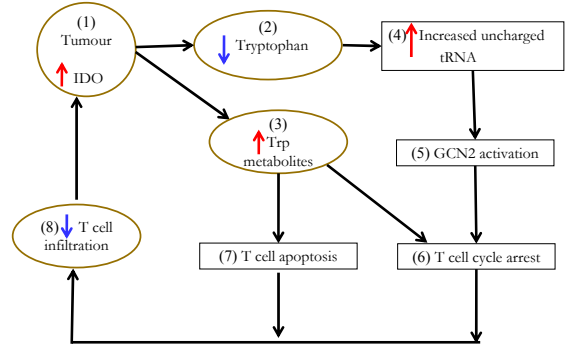 (1)
Tumour
IDO
(2)
Tryptophan
(4) Increased uncharged
tRNA
(3)
Trp
metabolites
(5) GCN2 activation
(8) T cell
infiltration
(7) T cell apoptosis
(6) T cell cycle arrest